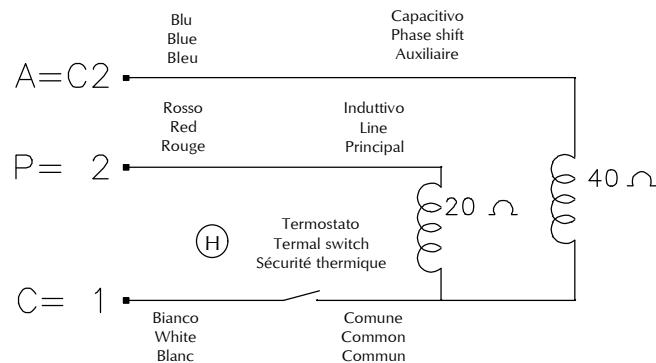 Blu
Blue
Bleu
Capacitivo
Phase shift
Auxiliaire
A=C2
Rosso
Red
Rouge
Induttivo
Line
Principal
P= 2
40 Ω
20 Ω
H
Termostato
Termal switch
Sécurité thermique
C= 1
Bianco
White
Blanc
Comune
Common
Commun